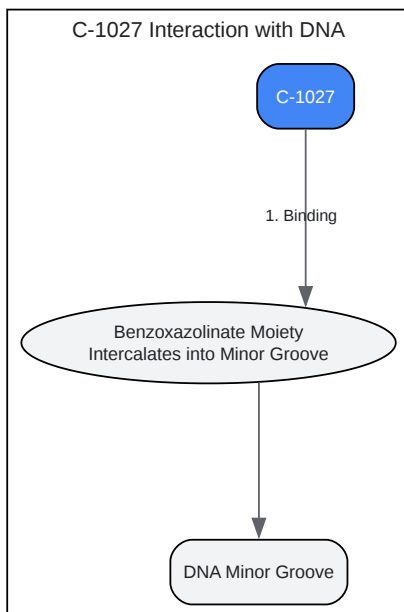 C-1027 Interaction with DNA
C-1027
1. Binding
Benzoxazolinate Moiety
Intercalates into Minor Groove
DNA Minor Groove